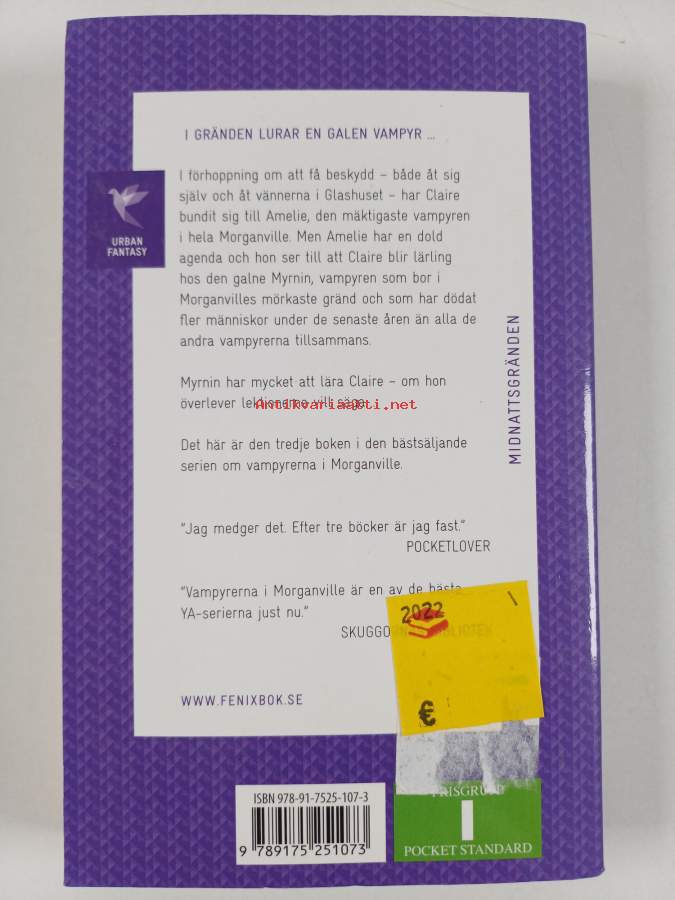 I GRÄNDEN LURAR EN GALEN VAMPYR ...
I förhoppning om att få beskydd – både åt sig
själv och åt vännerna i Glashuset – har Claire
bundit sig till Amelie, den mäktigaste vampyren
i hela Morganville. Men Amelie har en dold
agenda och hon ser till att Claire blir lärling
hos den galne Myrnin, vampyren som bor i
Morganvilles mörkaste gränd och som har dödat
fler människor under de senaste åren än alla de
andra vampyrerna tillsammans.
Myrnin har mycket att lära Claire – om hon
överlever lektionerna vill säga.
Antikvariaatti.net
Det här är den tredje boken i den bästsäljande
serien om vampyrerna i Morganville.
"Jag medger det. Efter tre böcker är jag fast."
POCKETLOVER
"Vampyrerna i Morganville är en av de bästa
YA-serierna just nu."
WWW.FENIXBOK.SE
URBAN
FANTASY
MIDNATTSGRÄNDEN
2022
€
ISBN 978-91-7525-107-3
9 789175 251073
I
POCKET STANDARD